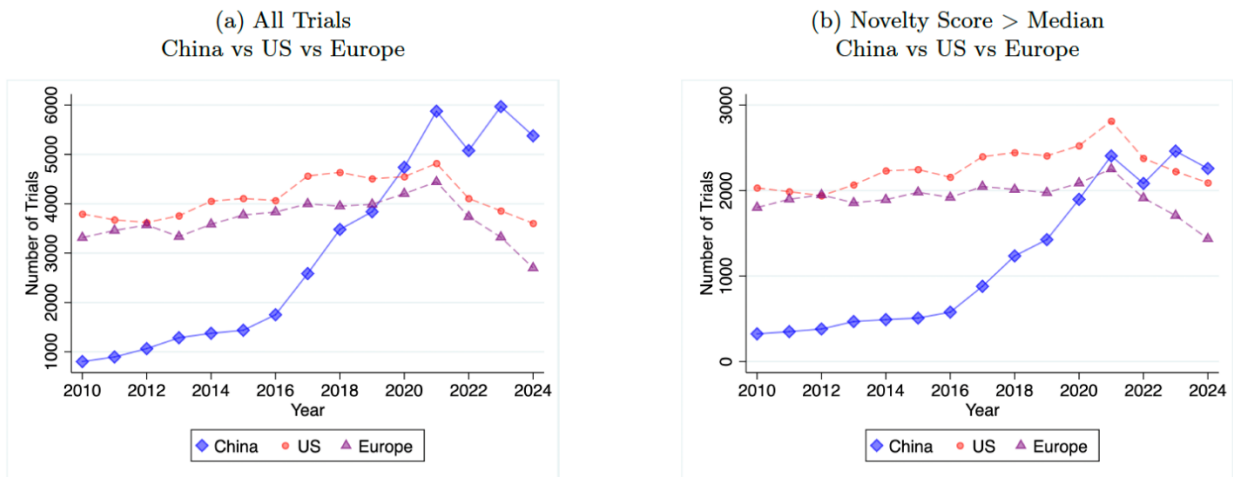 (a) All Trials
China vs US vs Europe
Number of Trials
6000
5000
4000
3000
2000
1000
2010 2012 2014 2016 2018 2020 2022 2024
Year
China US Europe
(b) Novelty Score > Median
China vs US vs Europe
Number of Trials
3000
2000
1000
0
2010 2012 2014 2016 2018 2020 2022 2024
Year
China US Europe